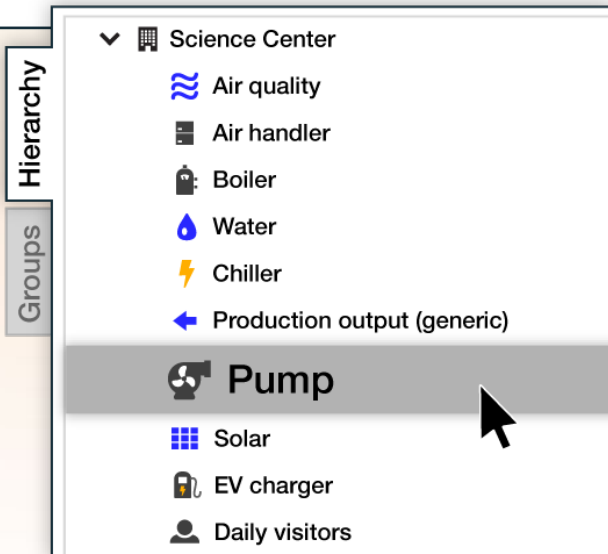 Hierarchy
Groups
Science Center
Air quality
Air handler
Boiler
Water
Chiller
Production output (generic)
Pump
Solar
EV charger
Daily visitors